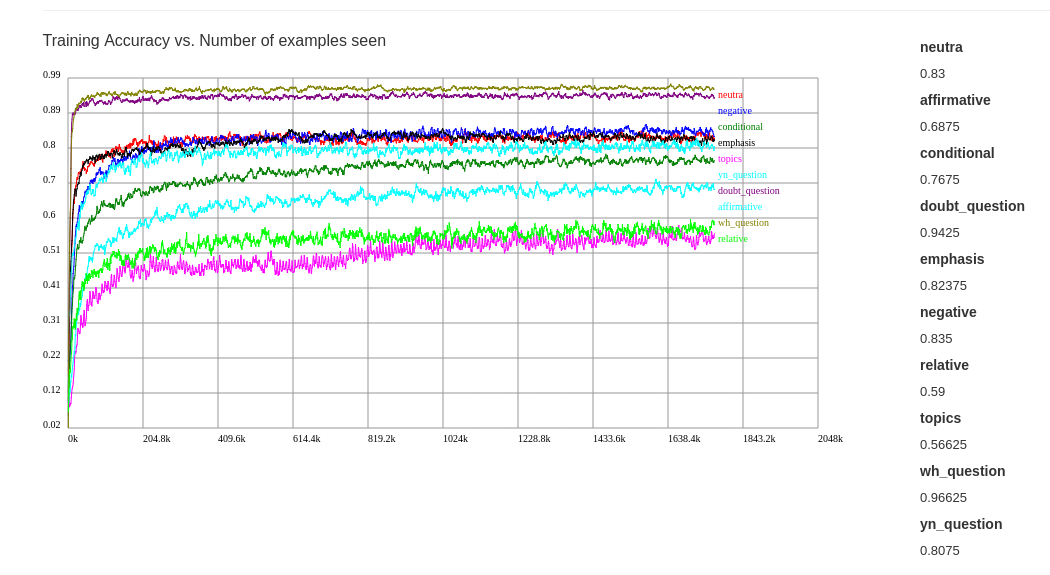 Training Accuracy vs. Number of examples seen
0.99
0.89
0.8
0.7
0.6
0.51
0.41
0.31
0.22
0.12
0.02
0k 204.8k 409.6k 614.4k 819.2k 1024k 1228.8k 1433.6k 1638.4k 1843.2k 2048k
neutra
negative
conditional
emphasis
topics
yn_question
doubt_question
affirmative
wh_question
relative
neutra
0.83
affirmative
0.6875
conditional
0.7675
doubt_question
0.9425
emphasis
0.82375
negative
0.835
relative
0.59
topics
0.56625
wh_question
0.96625
yn_question
0.8075